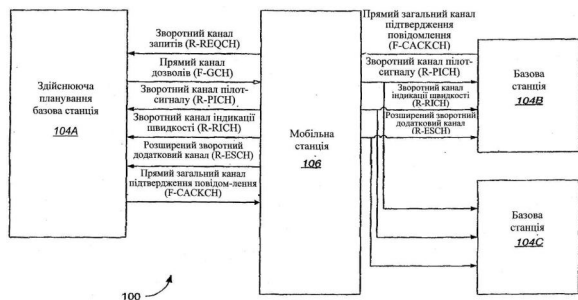 Здійснююча
планування
базова станція
104А
Зворотний канал
запитів (R-REQCH)
Прямий канал
дозволів (F-GCH)
Зворотний канал пілот-
сигналу (R-PICH)
Зворотний канал індикації
швидкості (R-RICH)
Розширений зворотний
додатковий канал (R-ESCH)
Прямий загальний канал
підтвердження повідом-лення
(F-CACKCH)
Мобільна
станція
106
Прямий загальний канал
підтвердження
повідомлення
(F-CACKCH)
Зворотний канал пілот-
сигналу (R-PICH)
Зворотний канал
індикації швидкості
(R-RICH)
Розширений зворотний
додатковий канал
(R-ESCH)
Базова
станція
104В
Базова
станція
104С
100